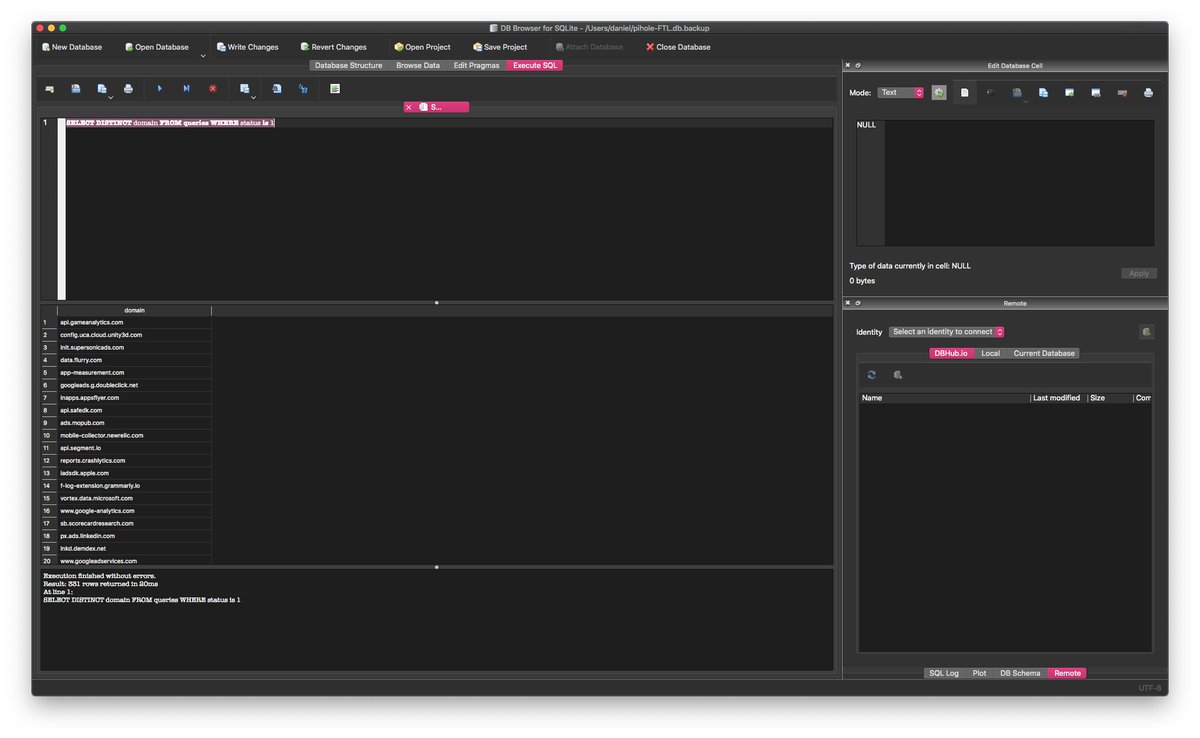 DB Browser for SQLite - /Users/daniel/pihole-FTL.db.backup
New Database Open Database Write Changes Revert Changes Open Project Save Project Attach Database Close Database
Database Structure Browse Data Edit Pragmas Execute SQL
S...
1 SELECT DISTINCT domain FROM queries WHERE status is 1
domain
1 api.gameanalytics.com
2 config.uca.cloud.unity3d.com
3 init.supersonicads.com
4 data.flurry.com
5 app-measurement.com
6 googleads.g.doubleclick.net
7 inapps.appsflyer.com
8 api.safedk.com
9 ads.mopub.com
10 mobile-collector.newrelic.com
11 api.segment.io
12 reports.crashlytics.com
13 iadsdk.apple.com
14 f-log-extension.grammarly.io
15 vortex.data.microsoft.com
16 www.google-analytics.com
17 sb.scorecardresearch.com
18 px.ads.linkedin.com
19 lnkd.demdex.net
20 www.googleadservices.com
Execution finished without errors.
Result: 331 rows returned in 20ms
At line 1:
SELECT DISTINCT domain FROM queries WHERE status is 1
Edit Database Cell
Mode: Text
NULL
Type of data currently in cell: NULL
0 bytes
Apply
Remote
Identity Select an identity to connect
DBHub.io Local Current Database
Name Last modified Size Com
SQL Log Plot DB Schema Remote
UTF-8